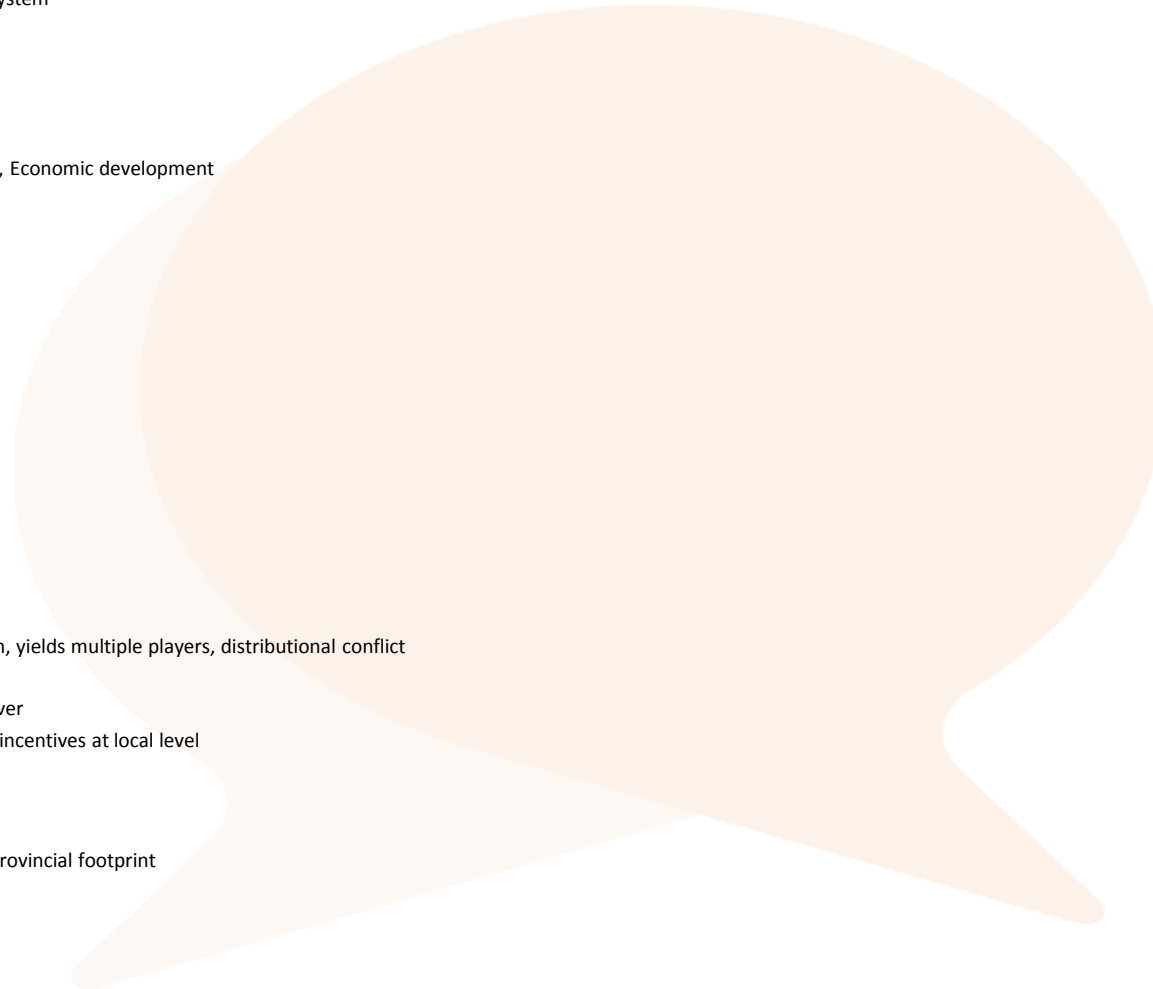 ystem
, Economic development
n, yields multiple players, distributional conflict
ver
incentives at local level
rovincial footprint